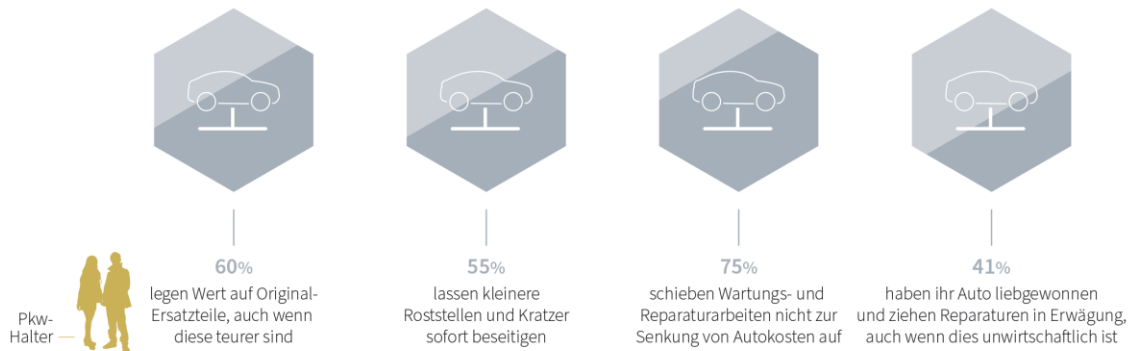 Pkw-
Halter
60%
legen Wert auf Original-
Ersatzteile, auch wenn
diese teurer sind
55%
lassen kleinere
Roststellen und Kratzer
sofort beseitigen
75%
schieben Wartungs- und
Reparaturarbeiten nicht zur
Senkung von Autokosten auf
41%
haben ihr Auto liebgewonnen
und ziehen Reparaturen in Erwägung,
auch wenn dies unwirtschaftlich ist